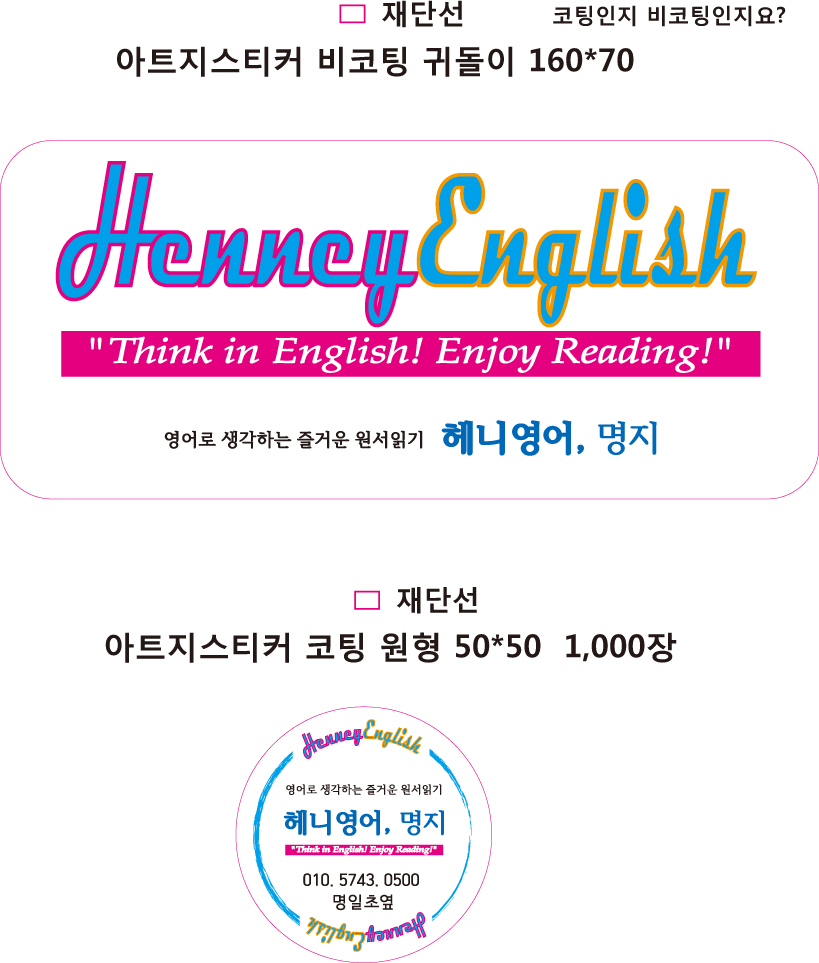 재단선 코팅인지 비코팅인지요?
아트지스티커 비코팅 귀돌이 160*70
HenneyEnglish
"Think in English! Enjoy Reading!"
영어로 생각하는 즐거운 원서읽기 헤니영어, 명지
재단선
아트지스티커 코팅 원형 50*50 1,000장
HenneyEnglish
영어로 생각하는 즐거운 원서읽기
헤니영어, 명지
"Think in English! Enjoy Reading!"
010. 5743. 0500
명일초옆
HenneyEnglish